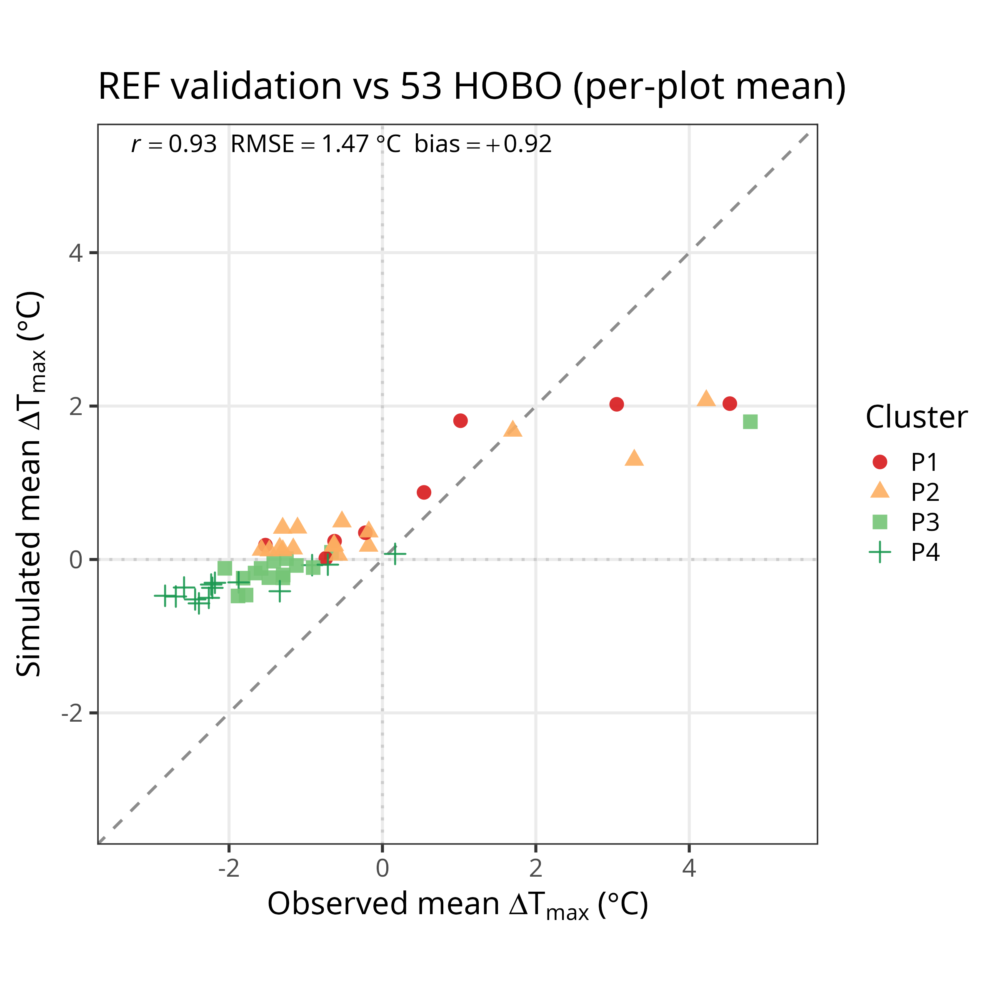 REF validation vs 53 HOBO (per-plot mean)
r = 0.93 RMSE = 1.47 °C bias = +0.92
4
2
0
-2
Simulated mean ΔTmax (°C)
-2 0 2 4
Observed mean ΔTmax (°C)
Cluster
P1
P2
P3
P4